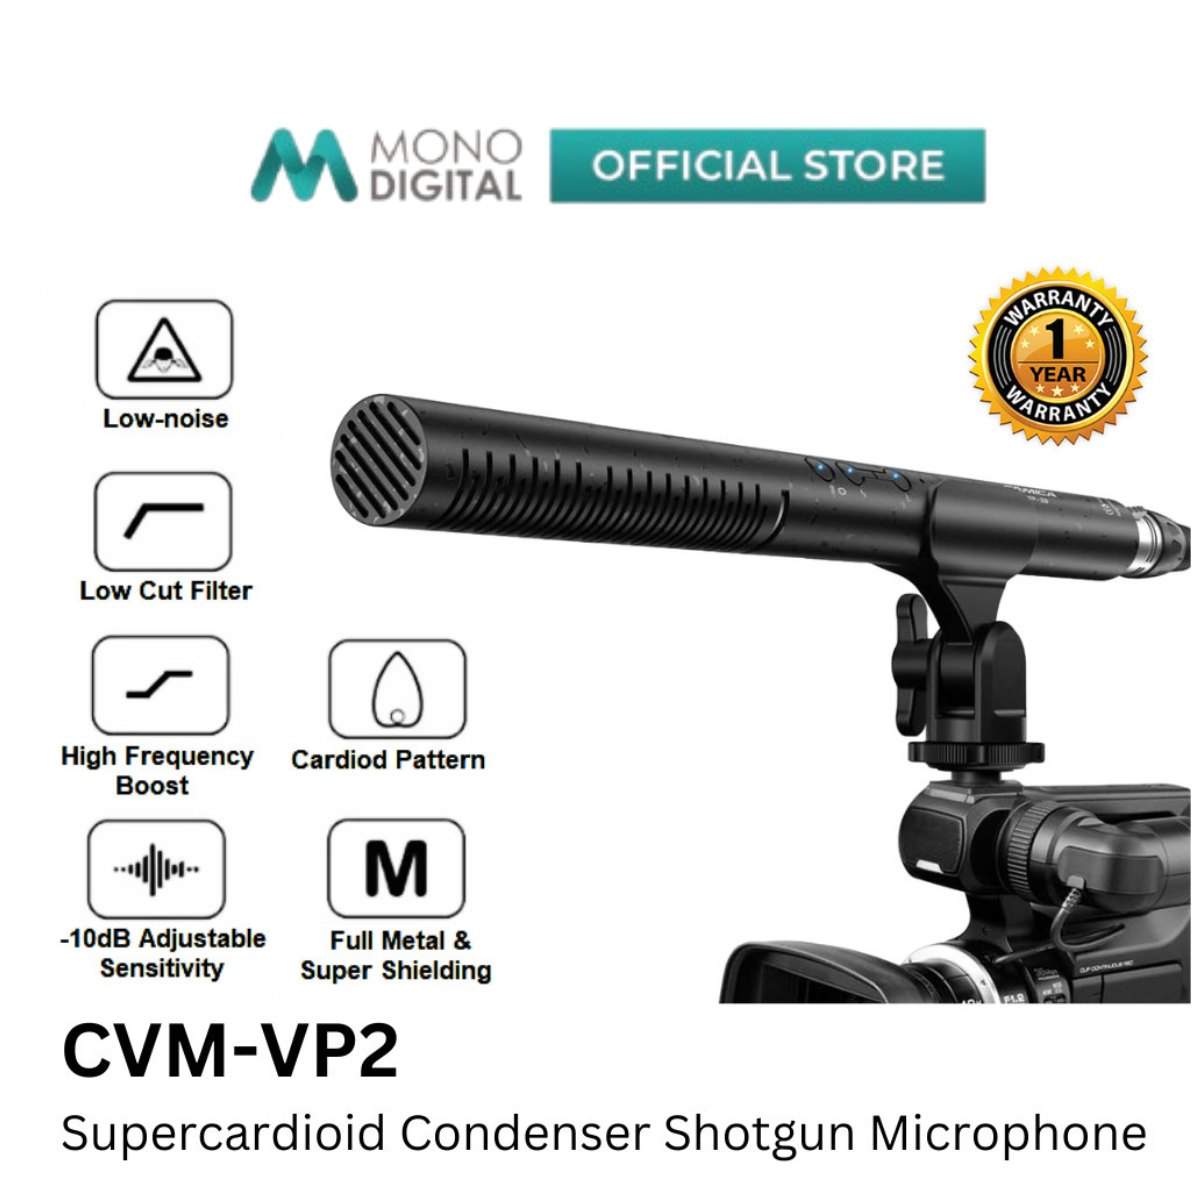 MONO
DIGITAL
OFFICIAL STORE
WARRANTY
1
YEAR
WARRANTY
Low-noise
Low Cut Filter
High Frequency
Boost
Cardiod Pattern
-10dB Adjustable
Sensitivity
M
Full Metal &
Super Shielding
CVM-VP2
Supercardioid Condenser Shotgun Microphone